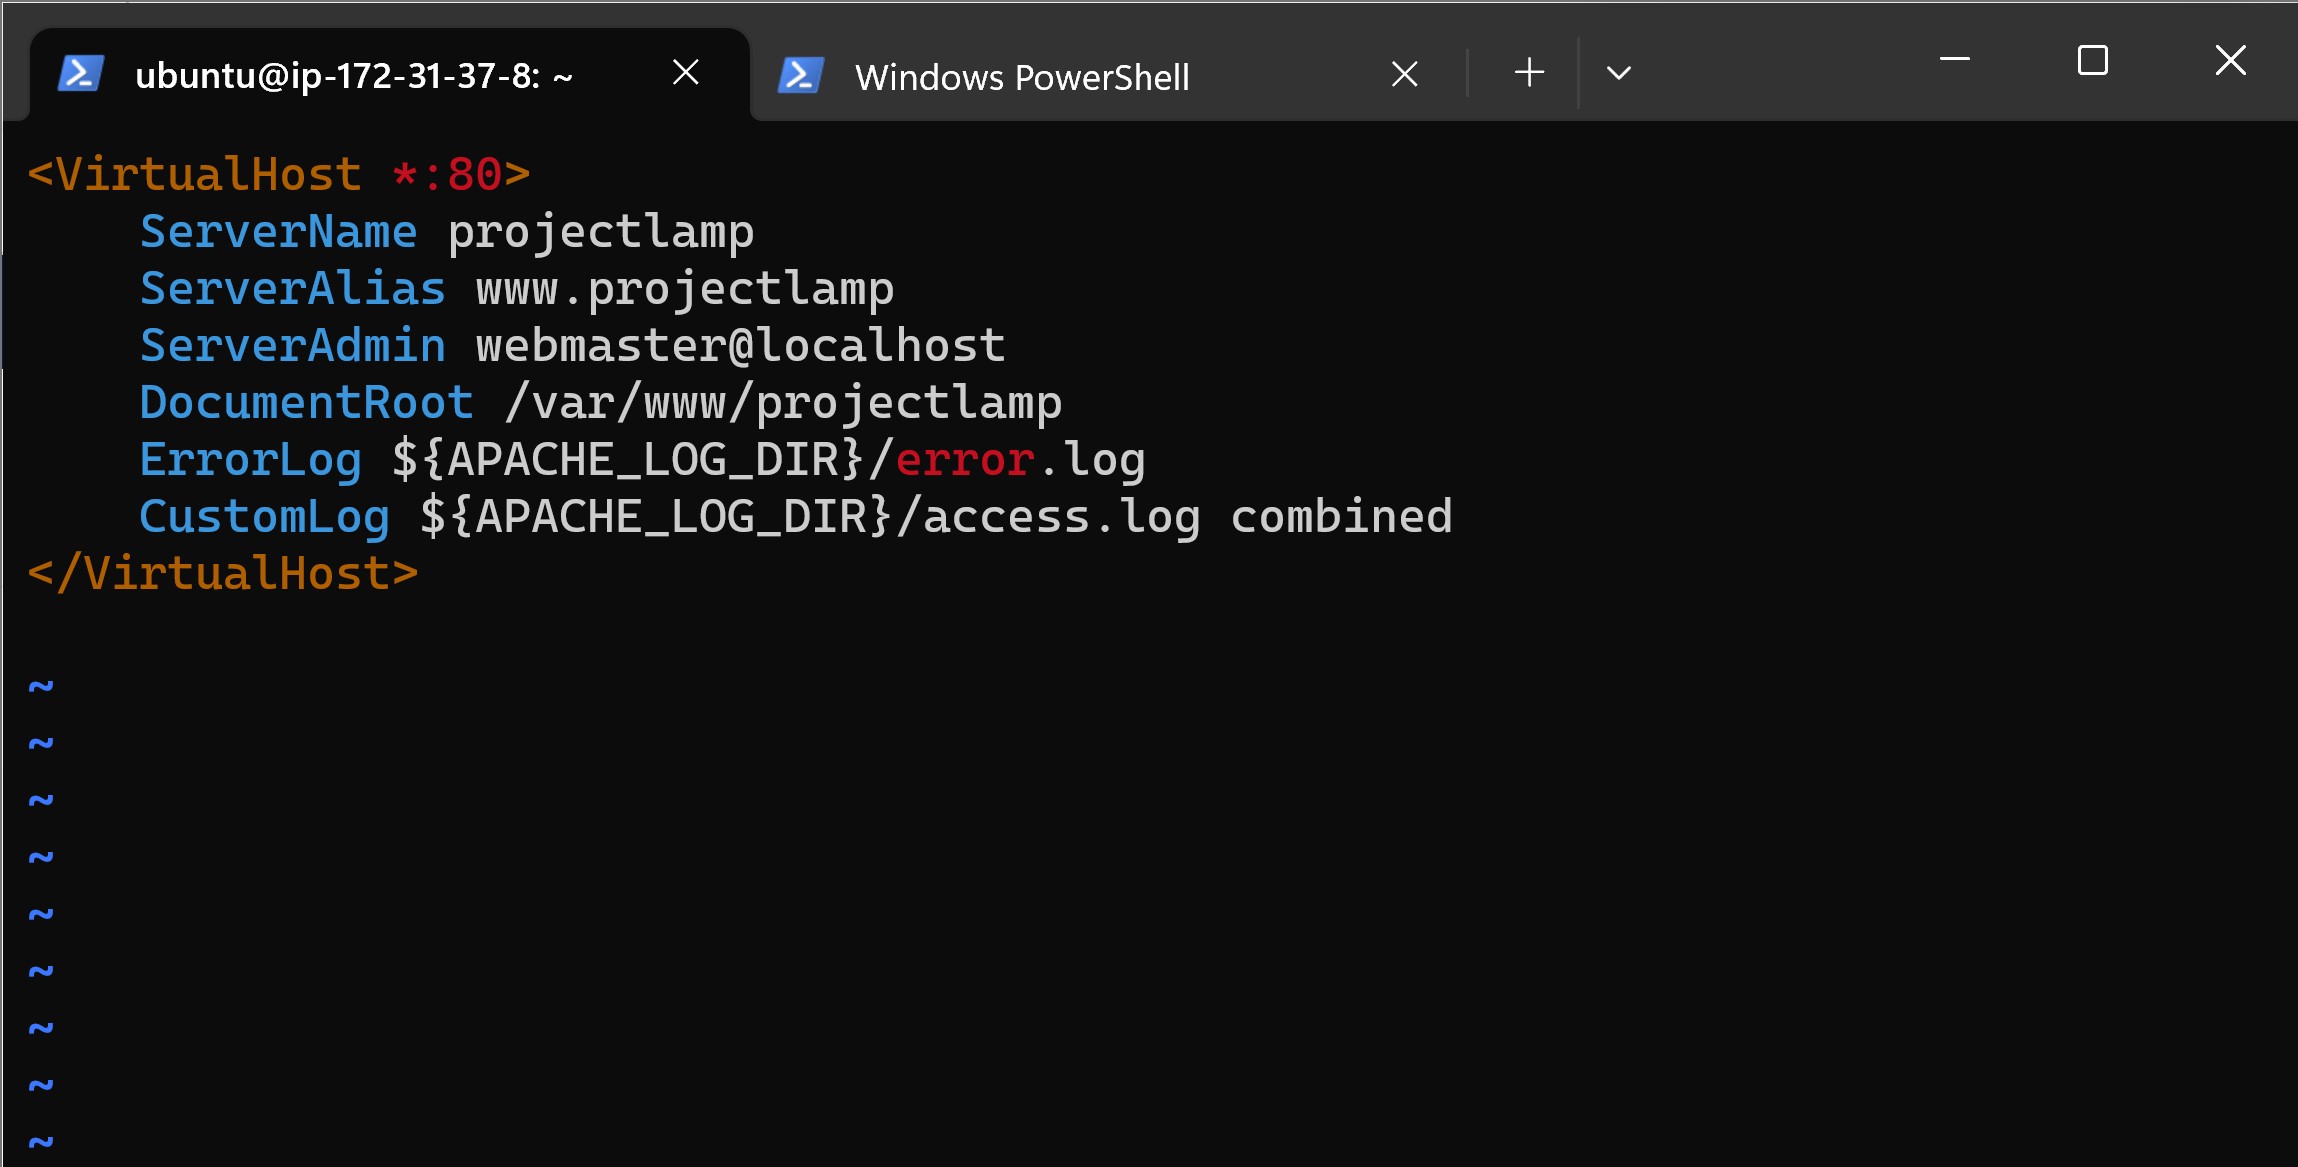 ubuntu@ip-172-31-37-8: ~
Windows PowerShell
<VirtualHost *:80>
    ServerName projectlamp
    ServerAlias www.projectlamp
    ServerAdmin webmaster@localhost
    DocumentRoot /var/www/projectlamp
    ErrorLog ${APACHE_LOG_DIR}/error.log
    CustomLog ${APACHE_LOG_DIR}/access.log combined
</VirtualHost>
~
~
~
~
~
~
~
~
~